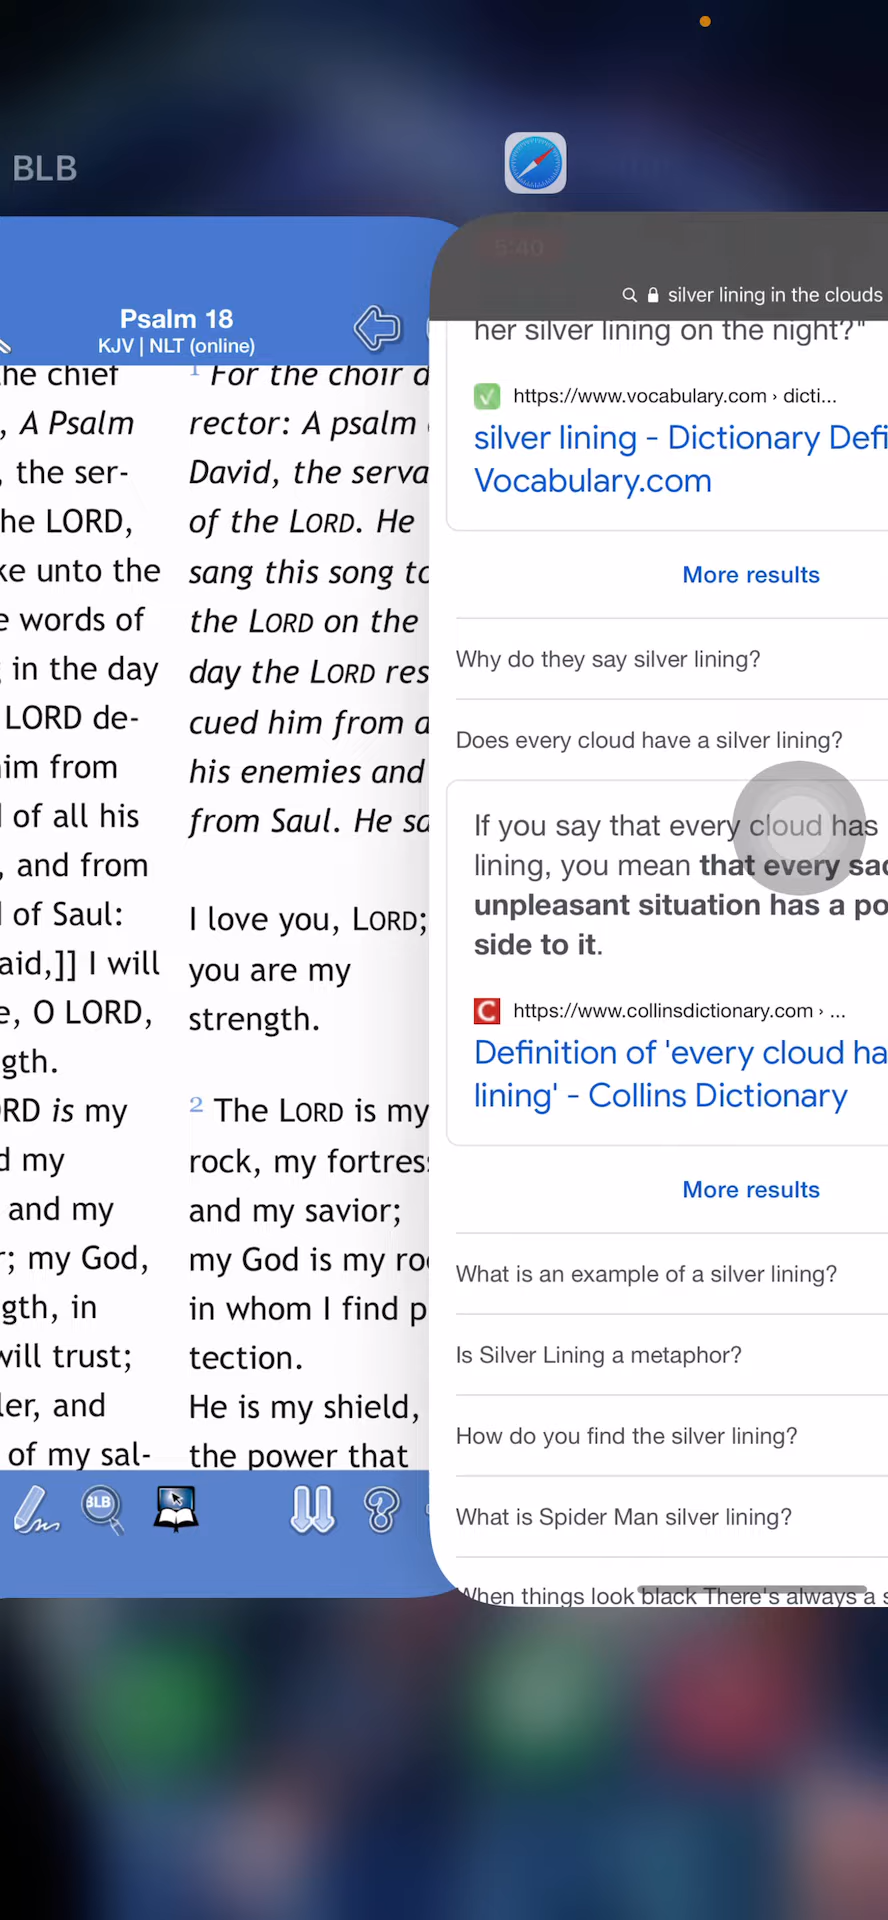 BLB
Psalm 18
KJV | NLT (online)
he chief
, A Psalm
, the ser-
he LORD,
ke unto the
e words of
in the day
LORD de-
im from
of all his
, and from
of Saul:
aid,]] I will
e, O LORD,
gth.
ORD is my
d my
and my
r; my God,
gth, in
will trust;
ler, and
of my sal-
1 For the choir d
rector: A psalm
David, the serva
of the LORD. He
sang this song to
the LORD on the
day the LORD res
cued him from a
his enemies and
from Saul. He sa
I love you, LORD;
you are my
strength.
2 The LORD is my
rock, my fortress
and my savior;
my God is my ro
in whom I find p
tection.
He is my shield,
the power that
BLB
5:40
silver lining in the clouds
her silver lining on the night?"
https://www.vocabulary.com › dicti...
silver lining - Dictionary Defi
Vocabulary.com
More results
Why do they say silver lining?
Does every cloud have a silver lining?
If you say that every cloud has
lining, you mean that every sad
unpleasant situation has a po
side to it.
https://www.collinsdictionary.com › ...
Definition of 'every cloud ha
lining' - Collins Dictionary
More results
What is an example of a silver lining?
Is Silver Lining a metaphor?
How do you find the silver lining?
What is Spider Man silver lining?
When things look black There's always a s